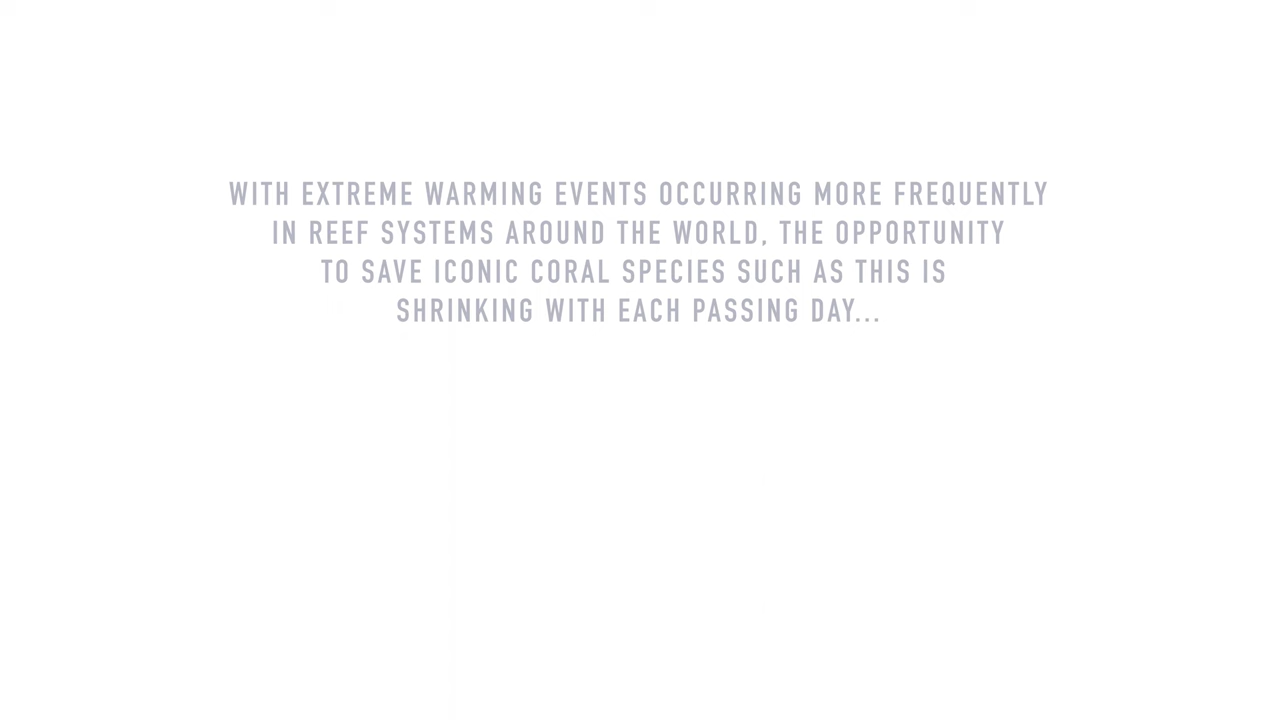 WITH EXTREME WARMING EVENTS OCCURRING MORE FREQUENTLY
IN REEF SYSTEMS AROUND THE WORLD, THE OPPORTUNITY
TO SAVE ICONIC CORAL SPECIES SUCH AS THIS IS
SHRINKING WITH EACH PASSING DAY...